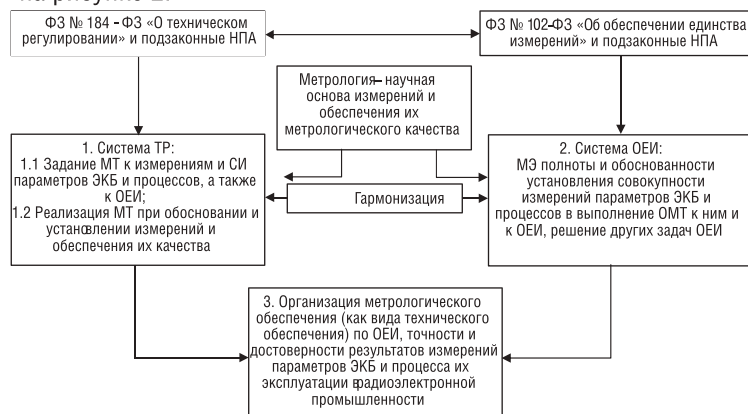 ФЗ № 184 - ФЗ «О техническом
регулировании» и подзаконные НПА
ФЗ № 102-ФЗ «Об обеспечении единства
измерений» и подзаконные НПА
Метрология– научная
основа измерений и
обеспечения их
метрологического качества
1. Система ТР:
1.1 Задание МТ к измерениям и СИ
параметров ЭКБ и процессов, а также
к ОЕИ;
1.2 Реализация МТ при обосновании и
установлении измерений и
обеспечения их качества
Гармонизация
2. Система ОЕИ:
МЭ полноты и обоснованности
установления совокупности
измерений параметров ЭКБ и
процессов в выполнение ОМТ к ним и
к ОЕИ, решение других задач ОЕИ
3. Организация метрологического
обеспечения (как вида технического
обеспечения) по ОЕИ, точности и
достоверности результатов измерений
параметров ЭКБ и процесса их
эксплуатации в радиоэлектронной
промышленности